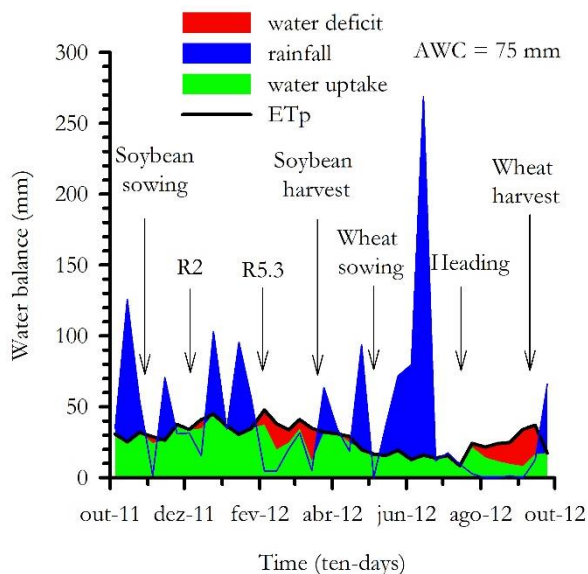 water deficit
rainfall
water uptake
ETp
AWC = 75 mm
300
250
200
150
100
50
0
Water balance (mm)
Soybean
sowing
R2
R5.3
Soybean
harvest
Wheat
sowing
Heading
Wheat
harvest
out-11
dez-11
fev-12
abr-12
jun-12
ago-12
out-12
Time (ten-days)